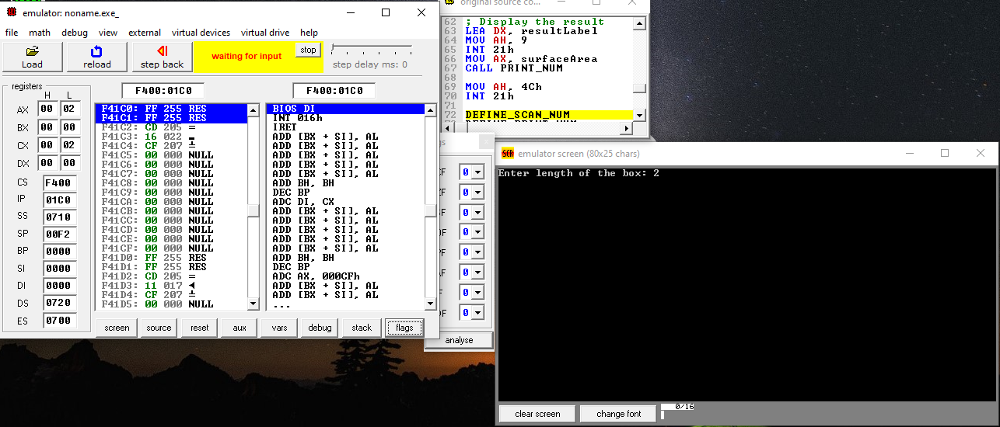 emulator: noname.exe_
file math debug view external virtual devices virtual drive help
Load reload step back waiting for input stop step delay ms: 0
registers
H L
F400:01C0 F400:01C0
AX 00 02
BX 00 00
CX 00 02
DX 00 00
CS F400
IP 01C0
SS 0710
SP 00F2
BP 0000
SI 0000
DI 0000
DS 0720
ES 0700
F41C0: FF 255 RES
F41C1: FF 255 RES
F41C2: CD 205 =
F41C3: 16 022 ▬
F41C4: CF 207 ╧
F41C5: 00 000 NULL
F41C6: 00 000 NULL
F41C7: 00 000 NULL
F41C8: 00 000 NULL
F41C9: 00 000 NULL
F41CA: 00 000 NULL
F41CB: 00 000 NULL
F41CC: 00 000 NULL
F41CD: 00 000 NULL
F41CE: 00 000 NULL
F41CF: 00 000 NULL
F41D0: FF 255 RES
F41D1: FF 255 RES
F41D2: CD 205 =
F41D3: 11 017 ◄
F41D4: CF 207 ╧
F41D5: 00 000 NULL
BIOS DI
INT 016h
IRET
ADD [BX + SI], AL
ADD [BX + SI], AL
ADD [BX + SI], AL
ADD [BX + SI], AL
ADD [BX + SI], AL
ADD BH, BH
DEC BP
ADC DI, CX
ADD [BX + SI], AL
ADD [BX + SI], AL
ADD [BX + SI], AL
ADD [BX + SI], AL
ADD [BX + SI], AL
ADD BH, BH
DEC BP
ADC AX, 000CFh
ADD [BX + SI], AL
ADD [BX + SI], AL
...
screen source reset aux vars debug stack flags
original source co...
62 ; Display the result
63 LEA DX, resultLabel
64 MOV AH, 9
65 INT 21h
66 MOV AX, surfaceArea
67 CALL PRINT_NUM
68
69 MOV AH, 4Ch
70 INT 21h
71
72 DEFINE_SCAN_NUM
0
0
0
0
0
0
0
0
analyse
SCR emulator screen (80x25 chars)
Enter length of the box: 2
clear screen change font 0/16